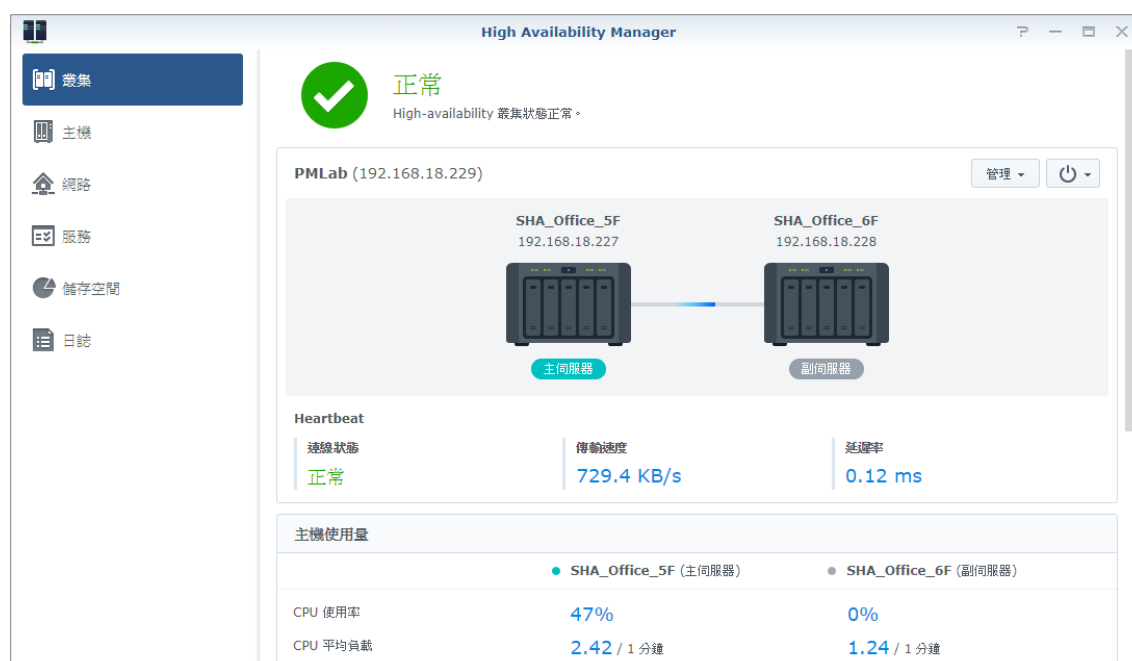 High Availability Manager
叢集
主機
網路
服務
儲存空間
日誌
正常
High-availability 叢集狀態正常。
PMLab (192.168.18.229)
管理
SHA_Office_5F
192.168.18.227
主伺服器
SHA_Office_6F
192.168.18.228
副伺服器
Heartbeat
連線狀態
正常
傳輸速度
729.4 KB/s
延遲率
0.12 ms
主機使用量
SHA_Office_5F (主伺服器) SHA_Office_6F (副伺服器)
CPU 使用率 47% 0%
CPU 平均負載 2.42 / 1 分鐘 1.24 / 1 分鐘